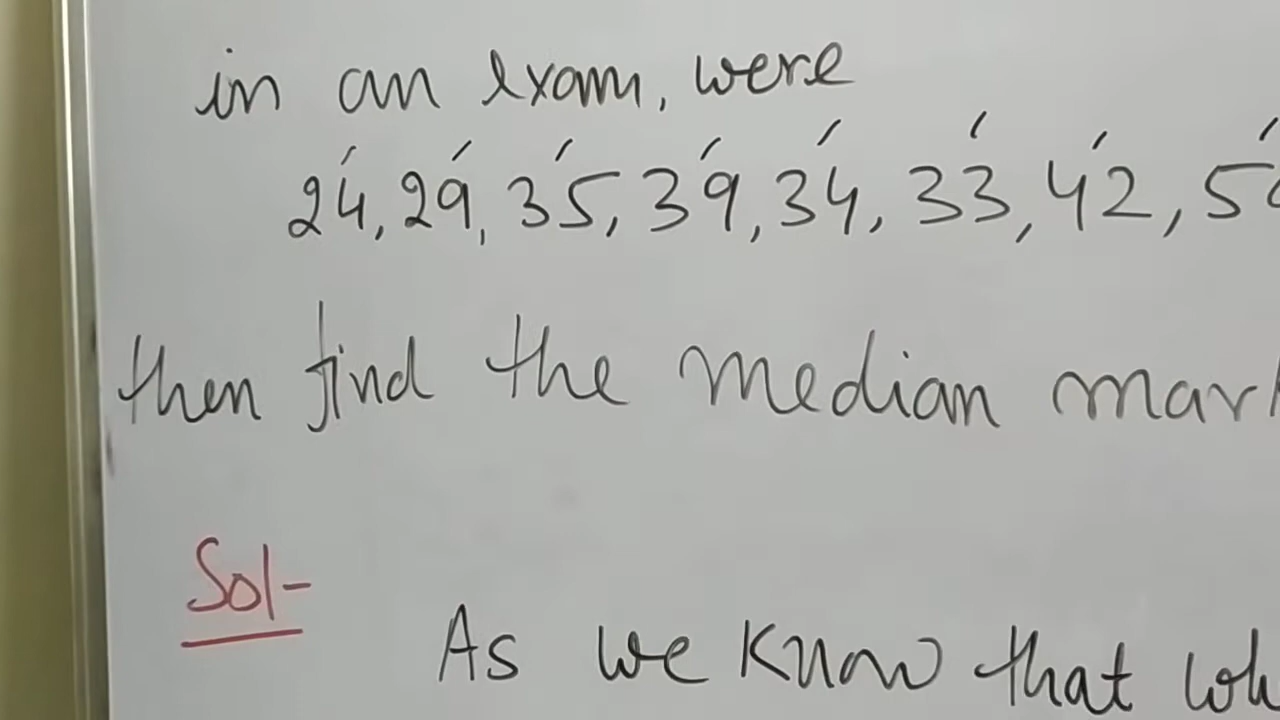 in an exam, were
24, 29, 35, 39, 34, 33, 42, 5
then find the median
Sol-
As we know that